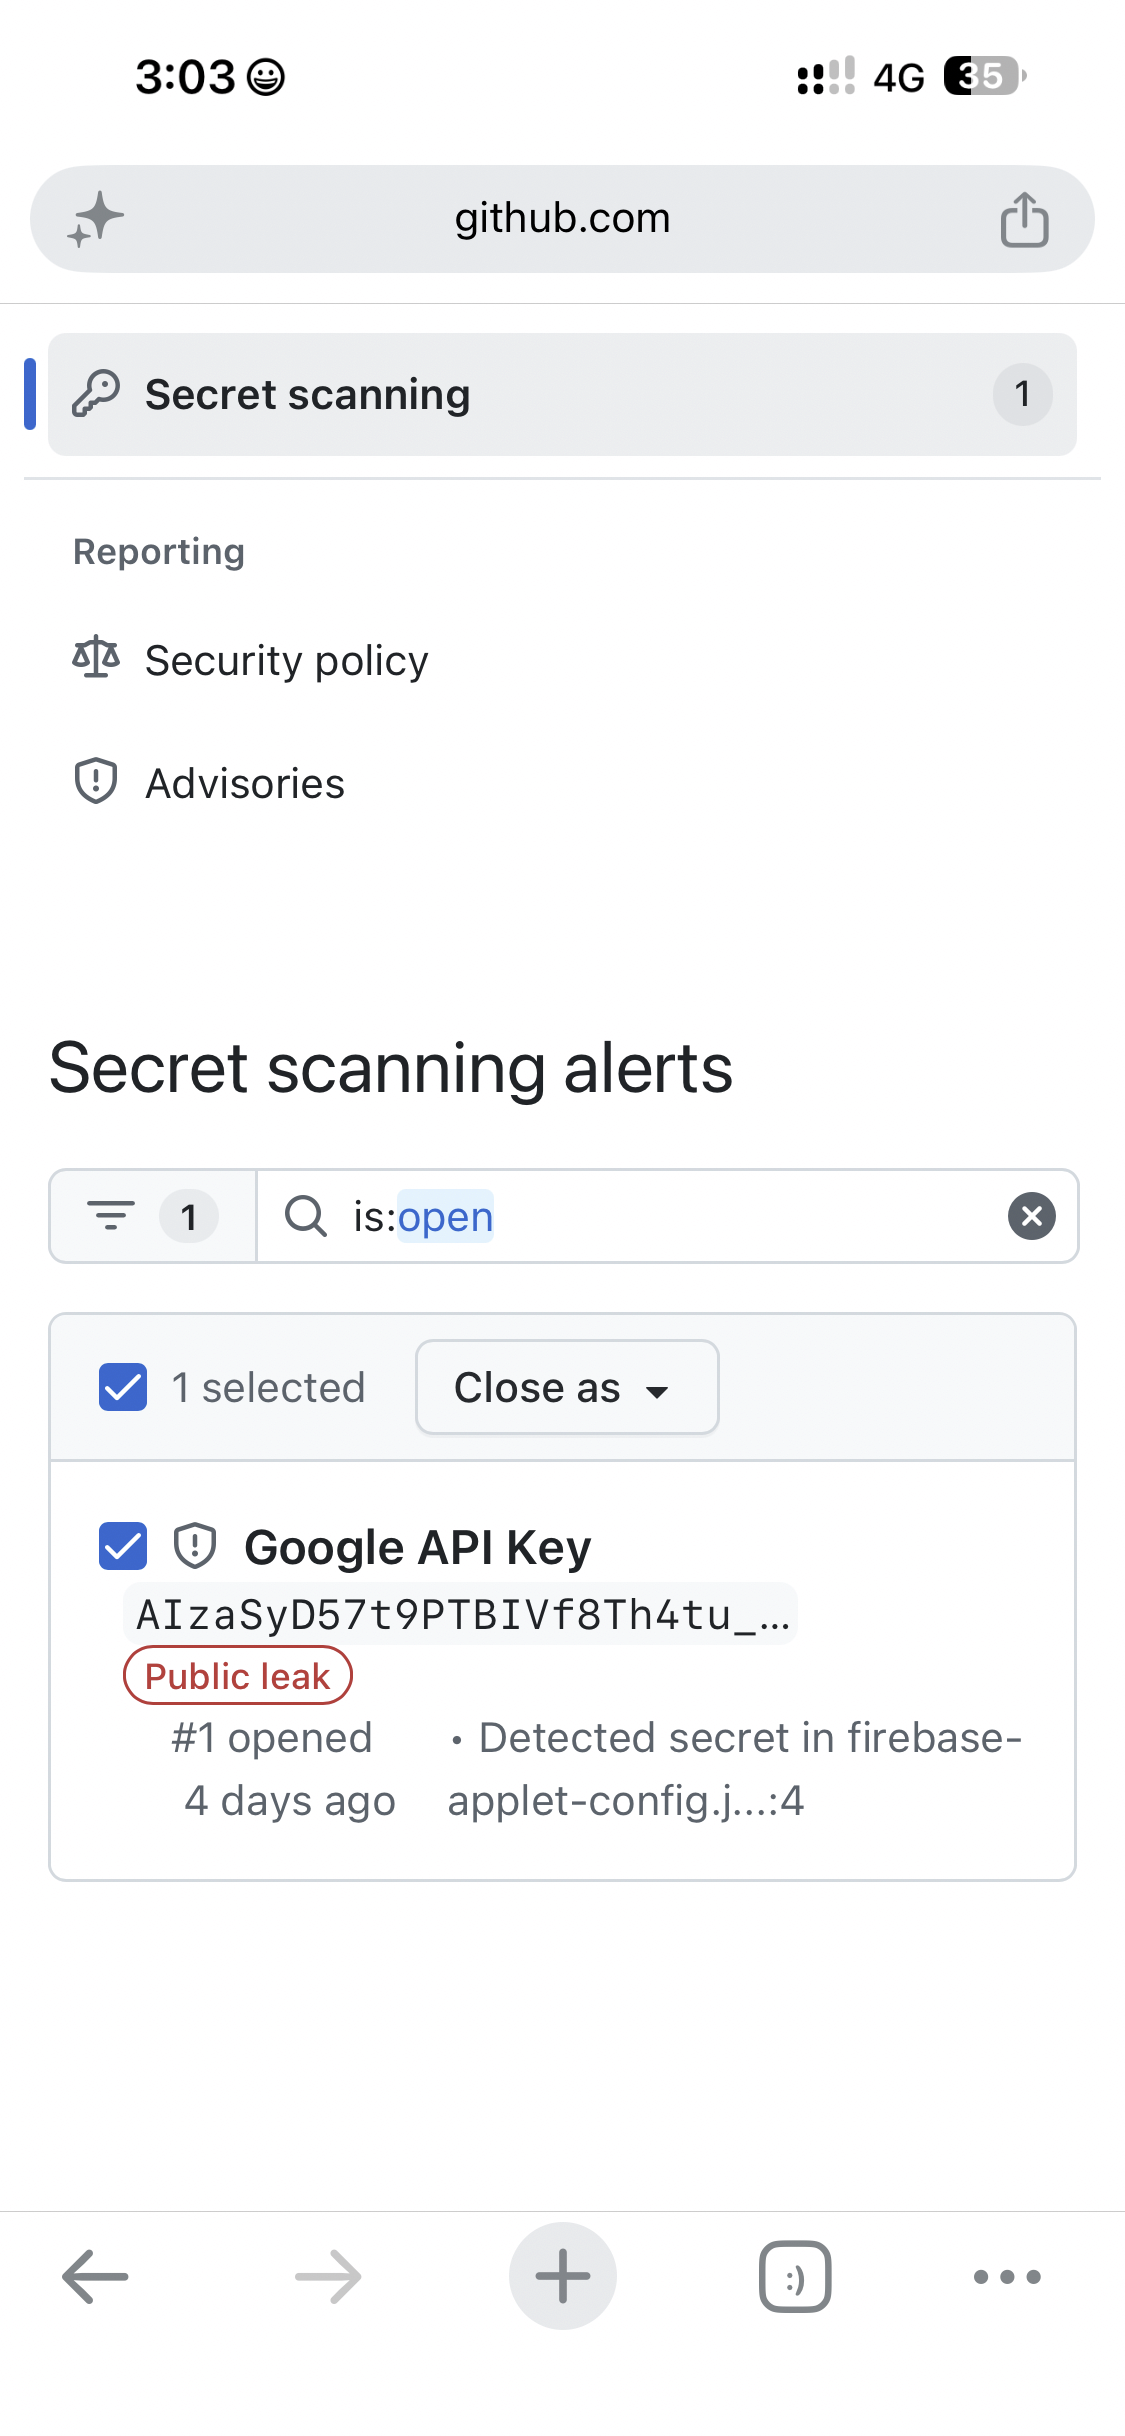 3:03
4G 35
github.com
Secret scanning 1
Reporting
Security policy
Advisories
Secret scanning alerts
1 is:open
1 selected Close as
Google API Key
AIzaSyD57t9PTBIVf8Th4tu_...
Public leak
#1 opened 4 days ago
• Detected secret in firebase-
applet-config.j...:4
:)